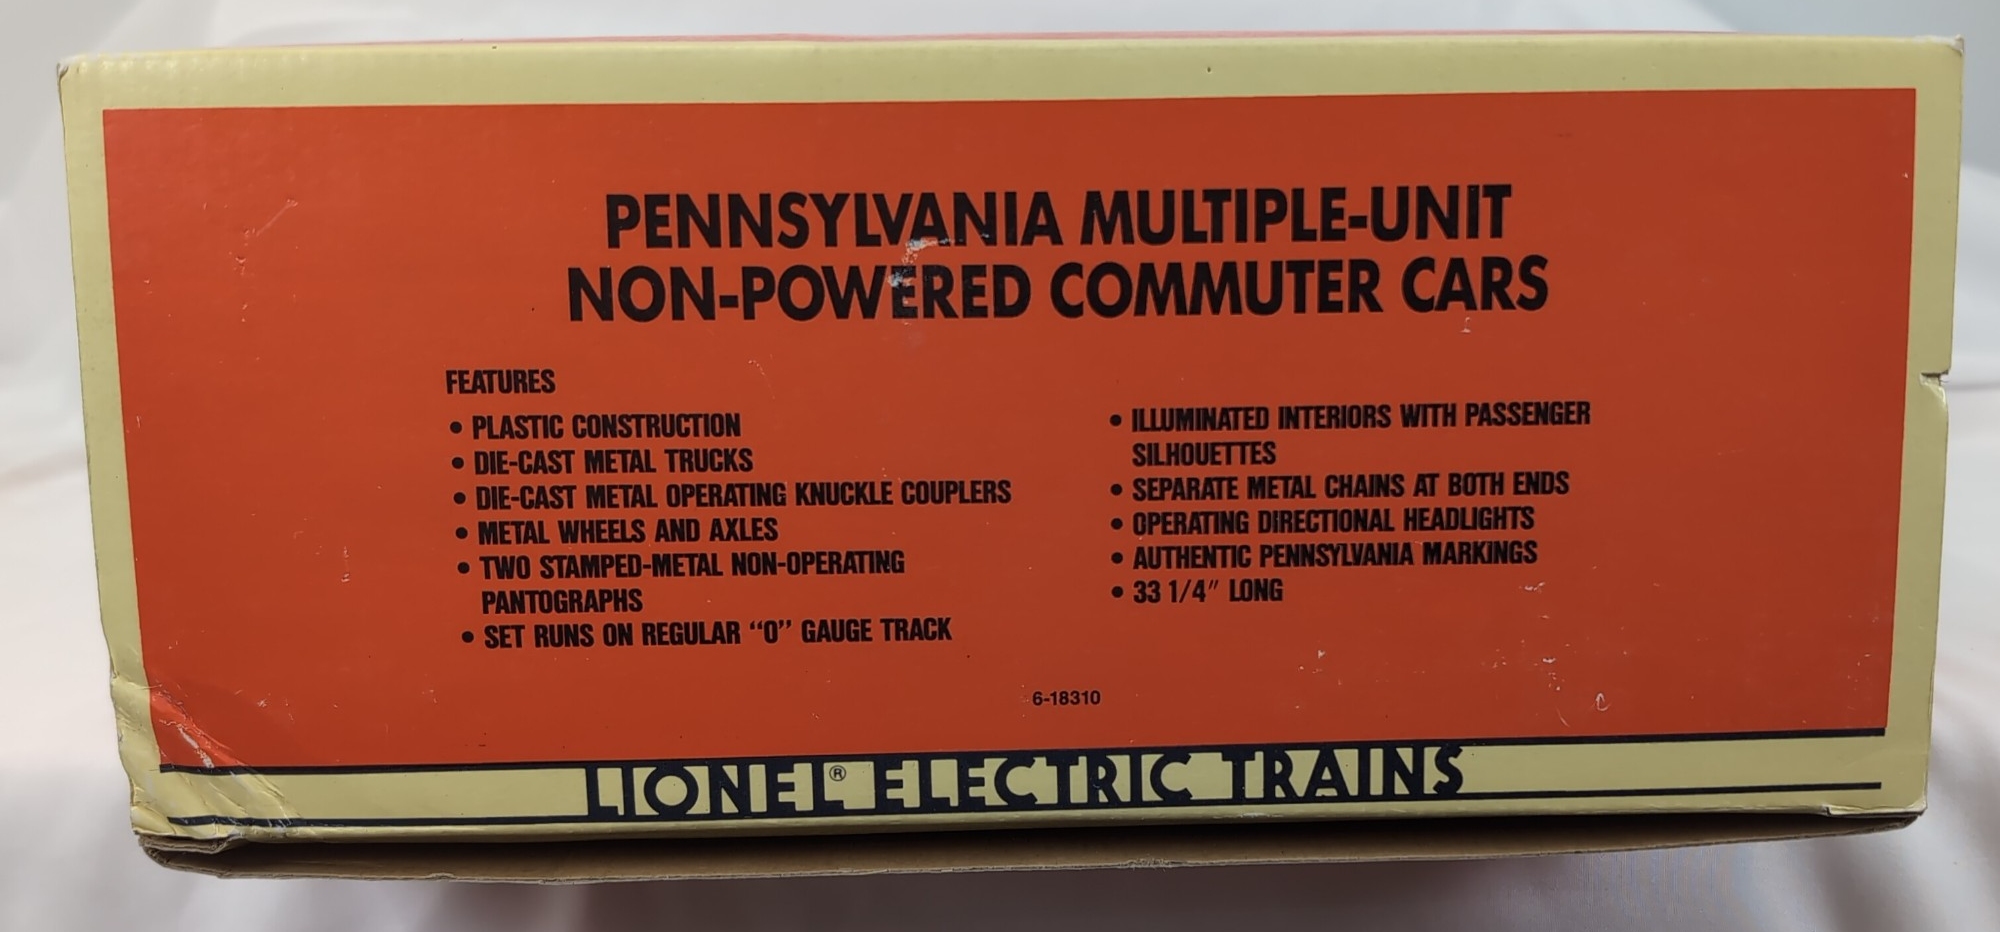 PENNSYLVANIA MULTIPLE-UNIT
NON-POWERED COMMUTER CARS
FEATURES
• PLASTIC CONSTRUCTION
• DIE-CAST METAL TRUCKS
• DIE-CAST METAL OPERATING KNUCKLE COUPLERS
• METAL WHEELS AND AXLES
• TWO STAMPED-METAL NON-OPERATING
PANTOGRAPHS
• SET RUNS ON REGULAR “O” GAUGE TRACK
• ILLUMINATED INTERIORS WITH PASSENGER
SILHOUETTES
• SEPARATE METAL CHAINS AT BOTH ENDS
• OPERATING DIRECTIONAL HEADLIGHTS
• AUTHENTIC PENNSYLVANIA MARKINGS
• 33 1/4″ LONG
6-18310
LIONEL® ELECTRIC TRAINS